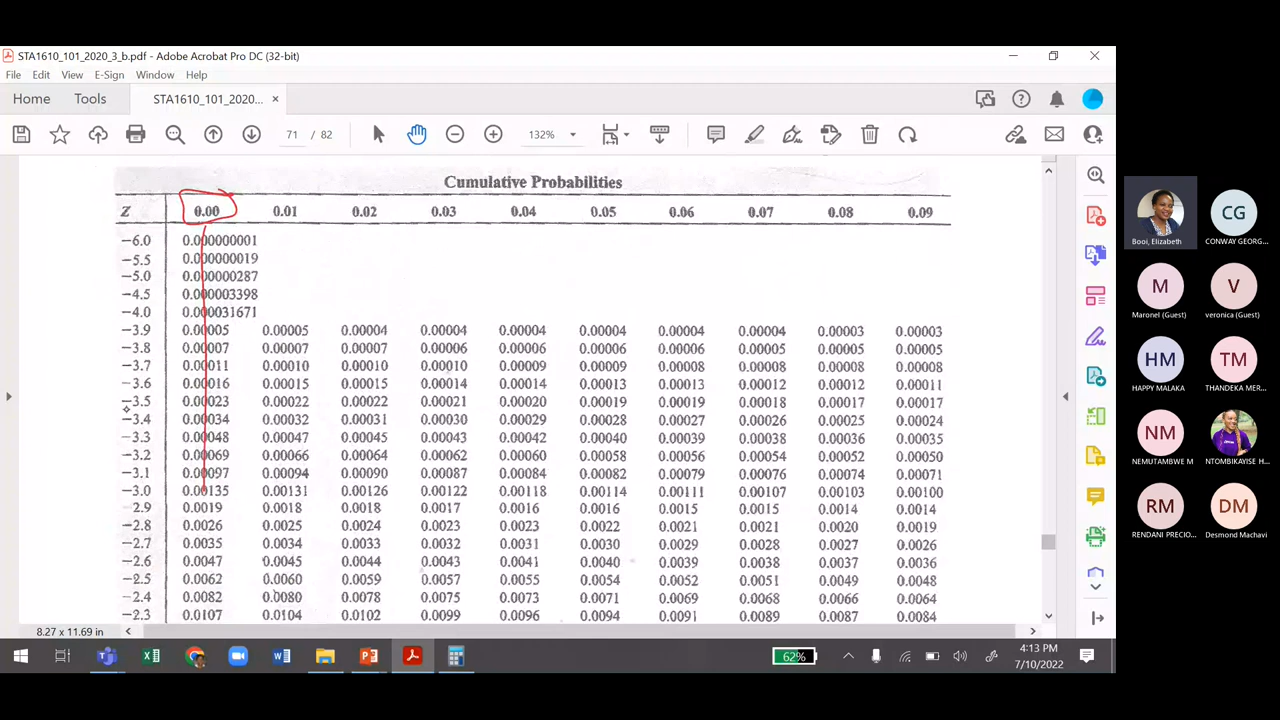 STA1610_101_2020_3_b.pdf - Adobe Acrobat Pro DC (32-bit)
File Edit View E-Sign Window Help
Home Tools STA1610_101_2020... ×
71 / 82 132%
Cumulative Probabilities
Z 0.00 0.01 0.02 0.03 0.04 0.05 0.06 0.07 0.08 0.09
−6.0 0.000000001
−5.5 0.000000019
−5.0 0.000000287
−4.5 0.000003398
−4.0 0.000031671
−3.9 0.00005 0.00005 0.00004 0.00004 0.00004 0.00004 0.00004 0.00004 0.00003 0.00003
−3.8 0.00007 0.00007 0.00007 0.00006 0.00006 0.00006 0.00006 0.00005 0.00005 0.00005
−3.7 0.00011 0.00010 0.00010 0.00010 0.00009 0.00009 0.00008 0.00008 0.00008 0.00008
−3.6 0.00016 0.00015 0.00015 0.00014 0.00014 0.00013 0.00013 0.00012 0.00012 0.00011
−3.5 0.00023 0.00022 0.00022 0.00021 0.00020 0.00019 0.00019 0.00018 0.00017 0.00017
−3.4 0.00034 0.00032 0.00031 0.00030 0.00029 0.00028 0.00027 0.00026 0.00025 0.00024
−3.3 0.00048 0.00047 0.00045 0.00043 0.00042 0.00040 0.00039 0.00038 0.00036 0.00035
−3.2 0.00069 0.00066 0.00064 0.00062 0.00060 0.00058 0.00056 0.00054 0.00052 0.00050
−3.1 0.00097 0.00094 0.00090 0.00087 0.00084 0.00082 0.00079 0.00076 0.00074 0.00071
−3.0 0.00135 0.00131 0.00126 0.00122 0.00118 0.00114 0.00111 0.00107 0.00103 0.00100
−2.9 0.0019 0.0018 0.0018 0.0017 0.0016 0.0016 0.0015 0.0015 0.0014 0.0014
−2.8 0.0026 0.0025 0.0024 0.0023 0.0023 0.0022 0.0021 0.0021 0.0020 0.0019
−2.7 0.0035 0.0034 0.0033 0.0032 0.0031 0.0030 0.0029 0.0028 0.0027 0.0026
−2.6 0.0047 0.0045 0.0044 0.0043 0.0041 0.0040 0.0039 0.0038 0.0037 0.0036
−2.5 0.0062 0.0060 0.0059 0.0057 0.0055 0.0054 0.0052 0.0051 0.0049 0.0048
−2.4 0.0082 0.0080 0.0078 0.0075 0.0073 0.0071 0.0069 0.0068 0.0066 0.0064
−2.3 0.0107 0.0104 0.0102 0.0099 0.0096 0.0094 0.0091 0.0089 0.0087 0.0084
8.27 x 11.69 in
62% 4:13 PM
7/10/2022
CG
Booi, Elizabeth CONWAY GEORG...
M V
Maronel (Guest) veronica (Guest)
HM TM
HAPPY MALAKA THANDEKA MER...
NM
NEMUTAMBWE M NTOMBIKAYISE H...
RM DM
RENDANI PRECIO... Desmond Machavi